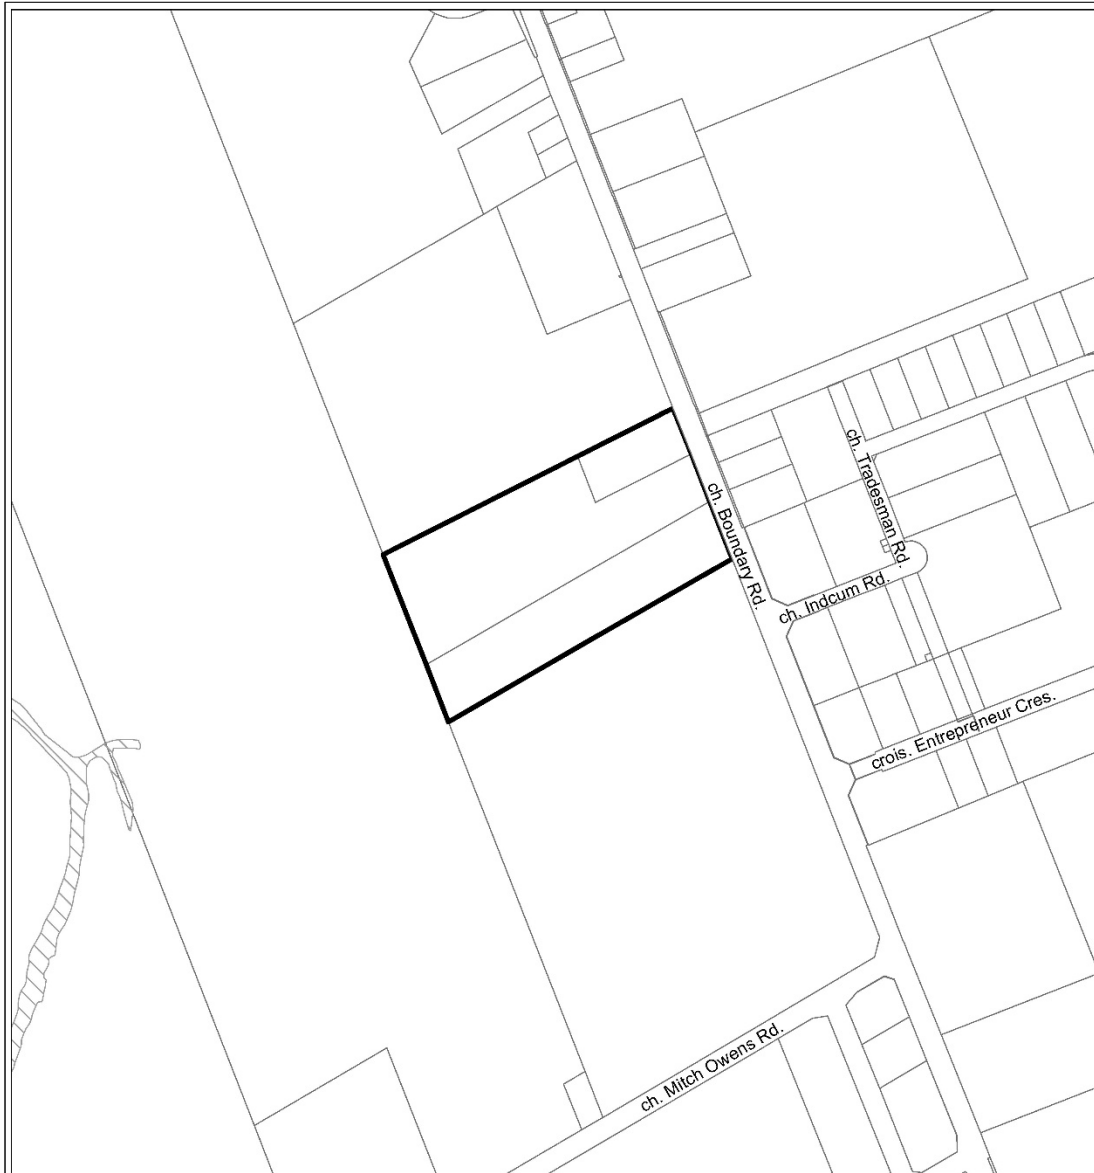 ch. Tradesman Rd.
ch. Boundary Rd.
ch. Indcum Rd.
crois. Entrepreneur Cres.
ch. Mitch Owens Rd.